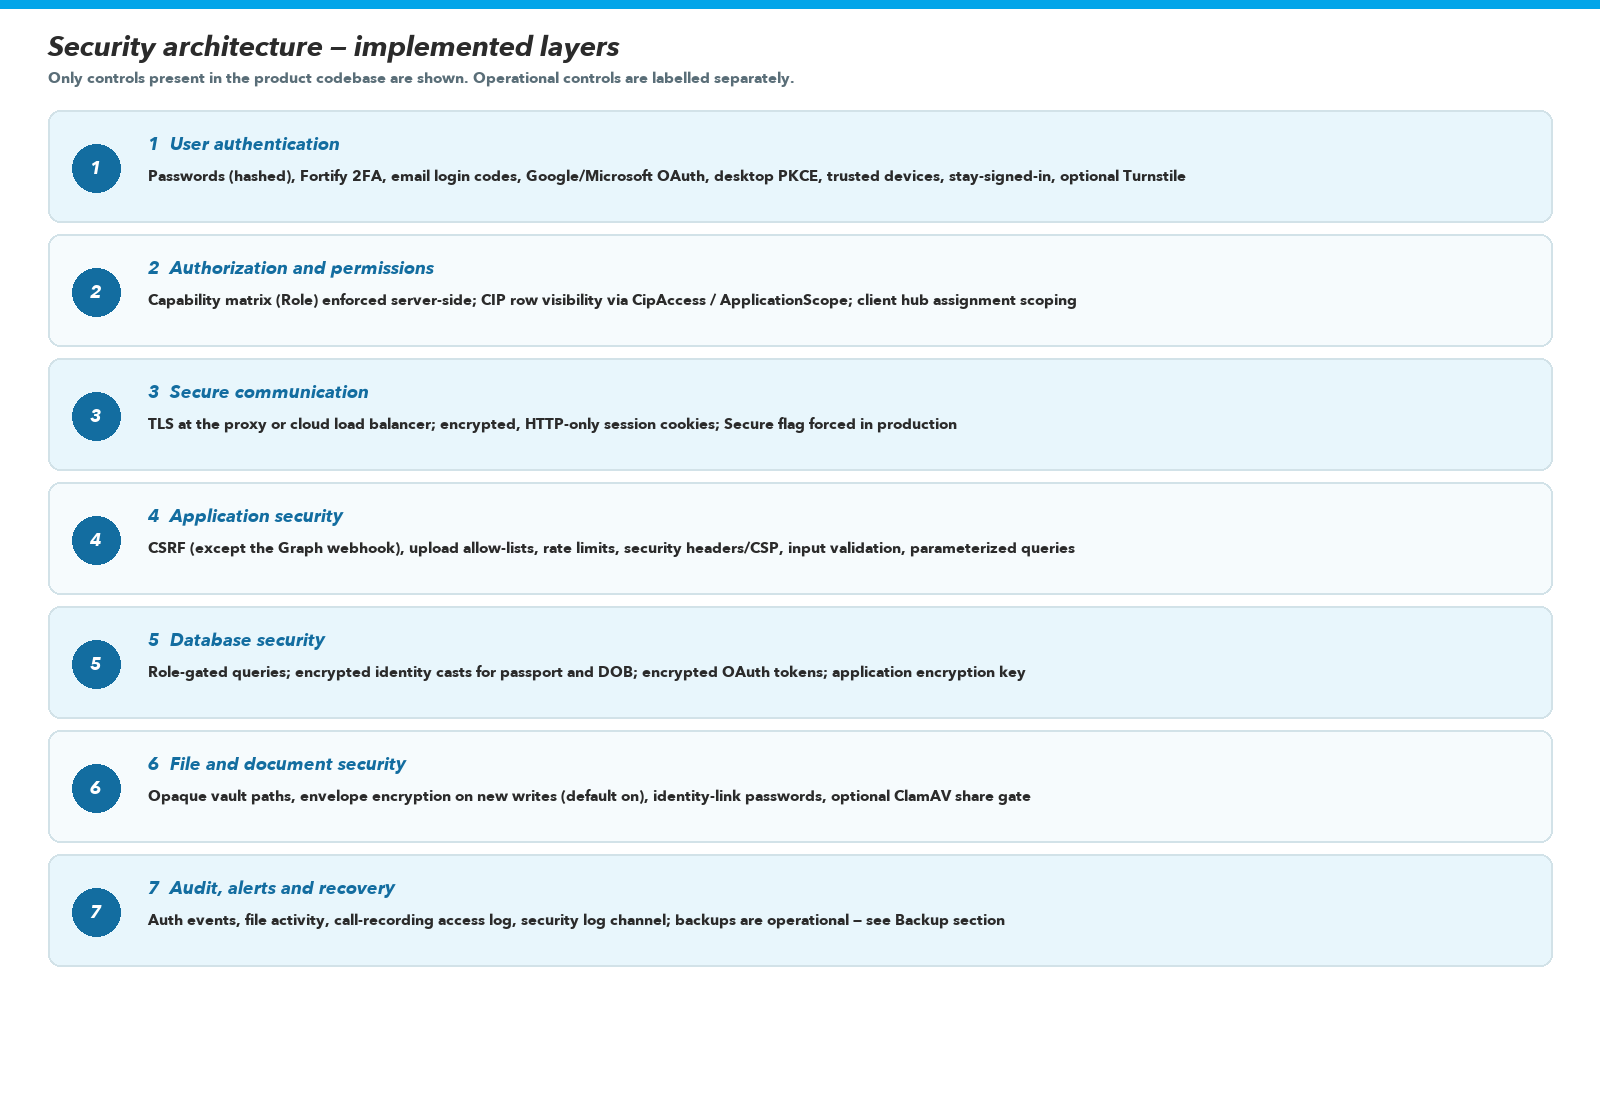 Security architecture – implemented layers
Only controls present in the product codebase are shown. Operational controls are labelled separately.
1
1 User authentication
Passwords (hashed), Fortify 2FA, email login codes, Google/Microsoft OAuth, desktop PKCE, trusted devices, stay-signed-in, optional Turnstile
2
2 Authorization and permissions
Capability matrix (Role) enforced server-side; CIP row visibility via CipAccess / ApplicationScope; client hub assignment scoping
3
3 Secure communication
TLS at the proxy or cloud load balancer; encrypted, HTTP-only session cookies; Secure flag forced in production
4
4 Application security
CSRF (except the Graph webhook), upload allow-lists, rate limits, security headers/CSP, input validation, parameterized queries
5
5 Database security
Role-gated queries; encrypted identity casts for passport and DOB; encrypted OAuth tokens; application encryption key
6
6 File and document security
Opaque vault paths, envelope encryption on new writes (default on), identity-link passwords, optional ClamAV share gate
7
7 Audit, alerts and recovery
Auth events, file activity, call-recording access log, security log channel; backups are operational – see Backup section